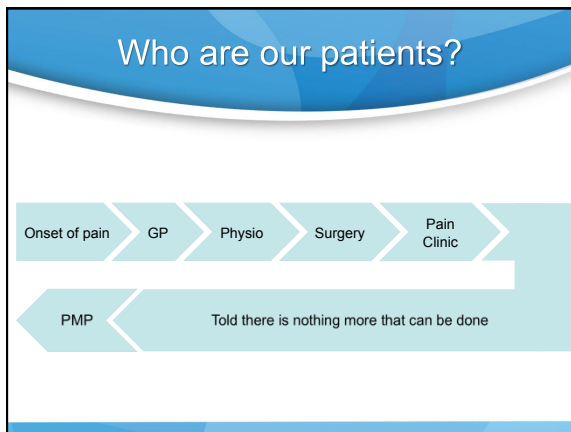 Who are our patients?
Onset of pain
GP
Physio
Surgery
Pain
Clinic
Told there is nothing more that can be done
PMP